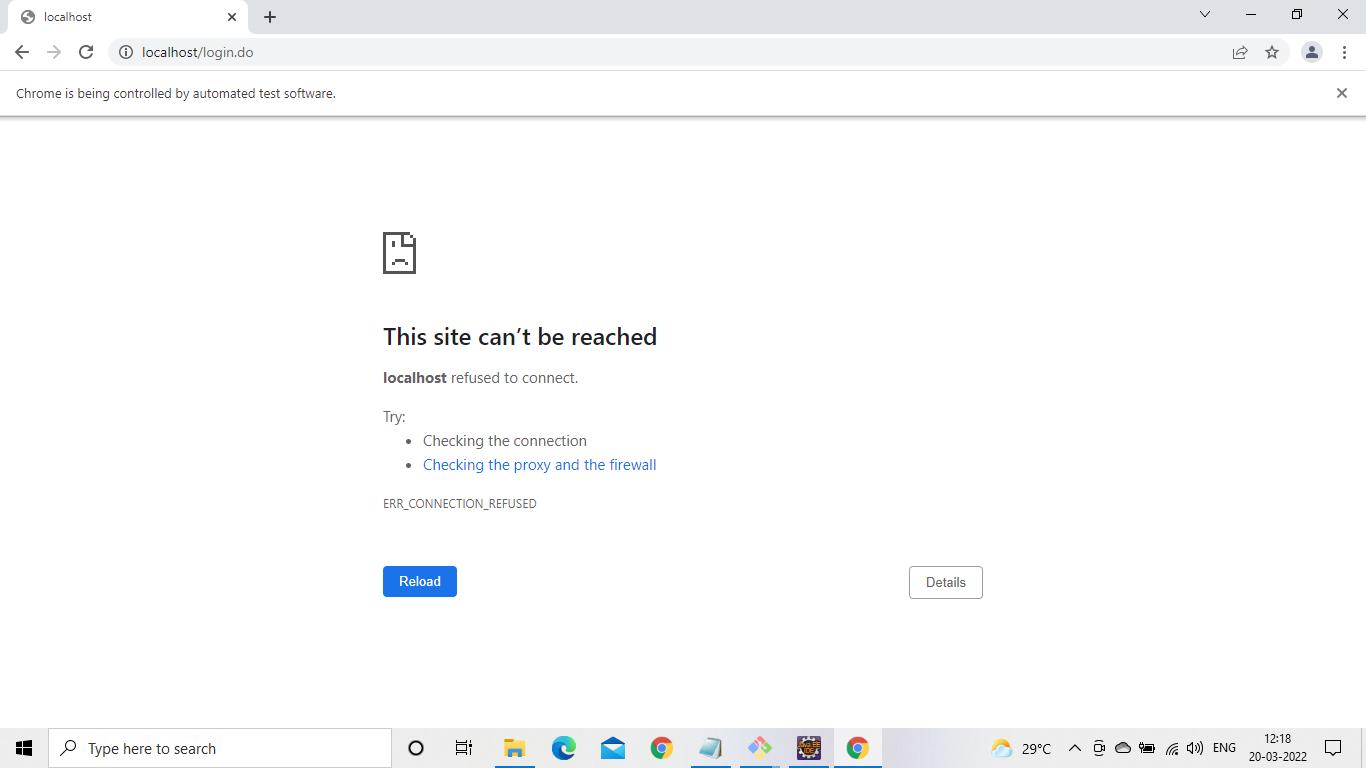 localhost
localhost/login.do
Chrome is being controlled by automated test software.
This site can’t be reached
localhost refused to connect.
Try:
Checking the connection
Checking the proxy and the firewall
ERR_CONNECTION_REFUSED
Reload
Details
Type here to search
29°C
ENG
12:18
20-03-2022